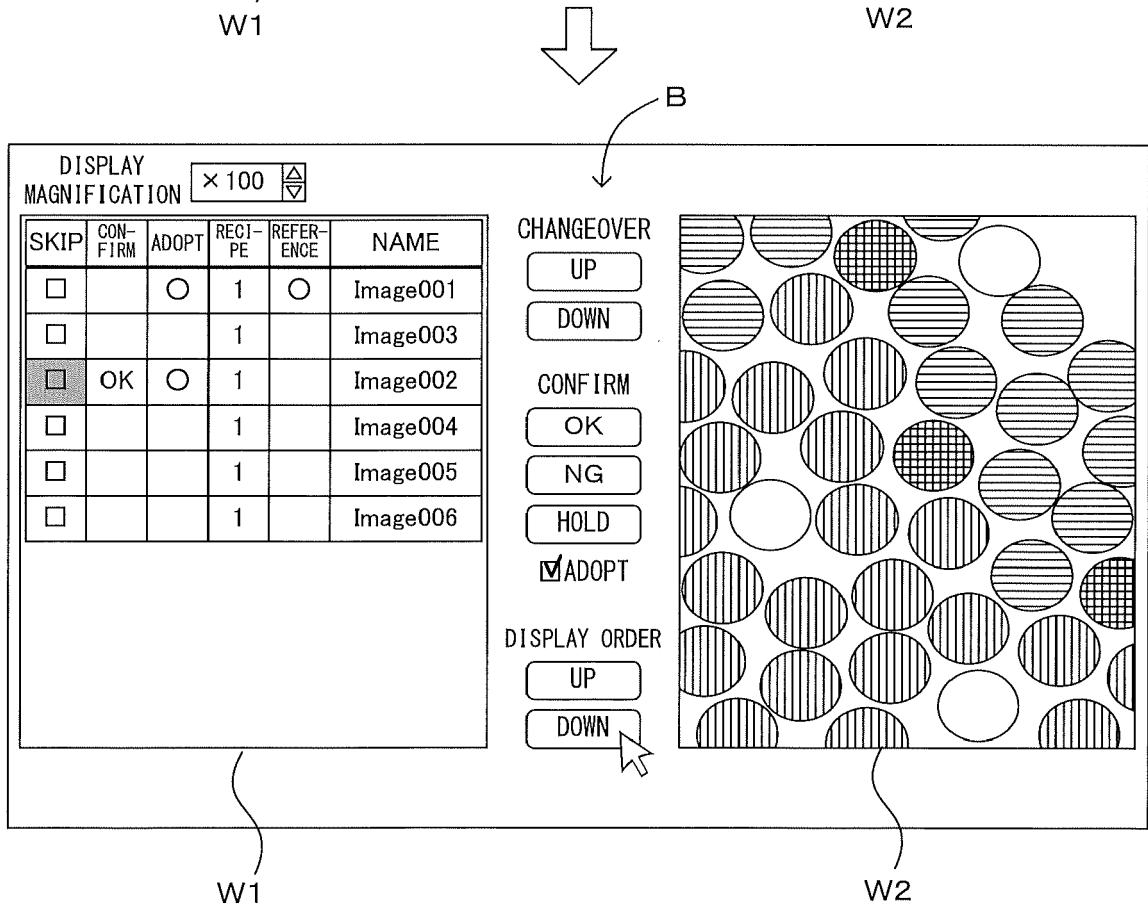 W1
W2
B
DISPLAY
MAGNIFICATION
×100
SKIP CON-FIRM ADOPT RECI-PE REFER-ENCE NAME
□ ○ 1 ○ Image001
□ 1 Image003
□ OK ○ 1 Image002
□ 1 Image004
□ 1 Image005
□ 1 Image006
CHANGEOVER
UP
DOWN
CONFIRM
OK
NG
HOLD
☑ADOPT
DISPLAY ORDER
UP
DOWN
W1
W2